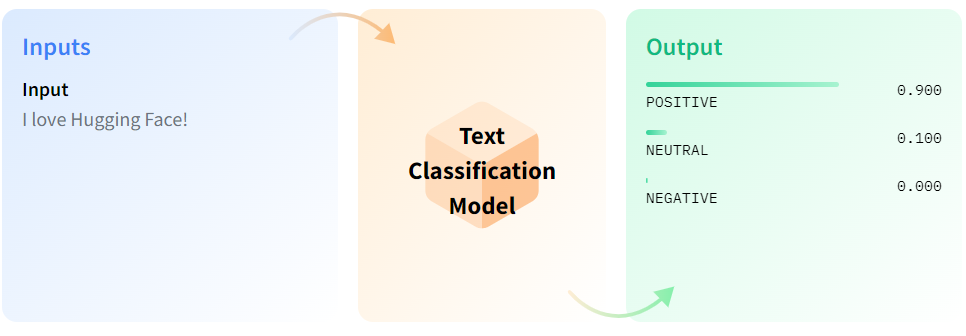 Inputs
Input
I love Hugging Face!
Text
Classification
Model
Output
POSITIVE 0.900
NEUTRAL 0.100
NEGATIVE 0.000